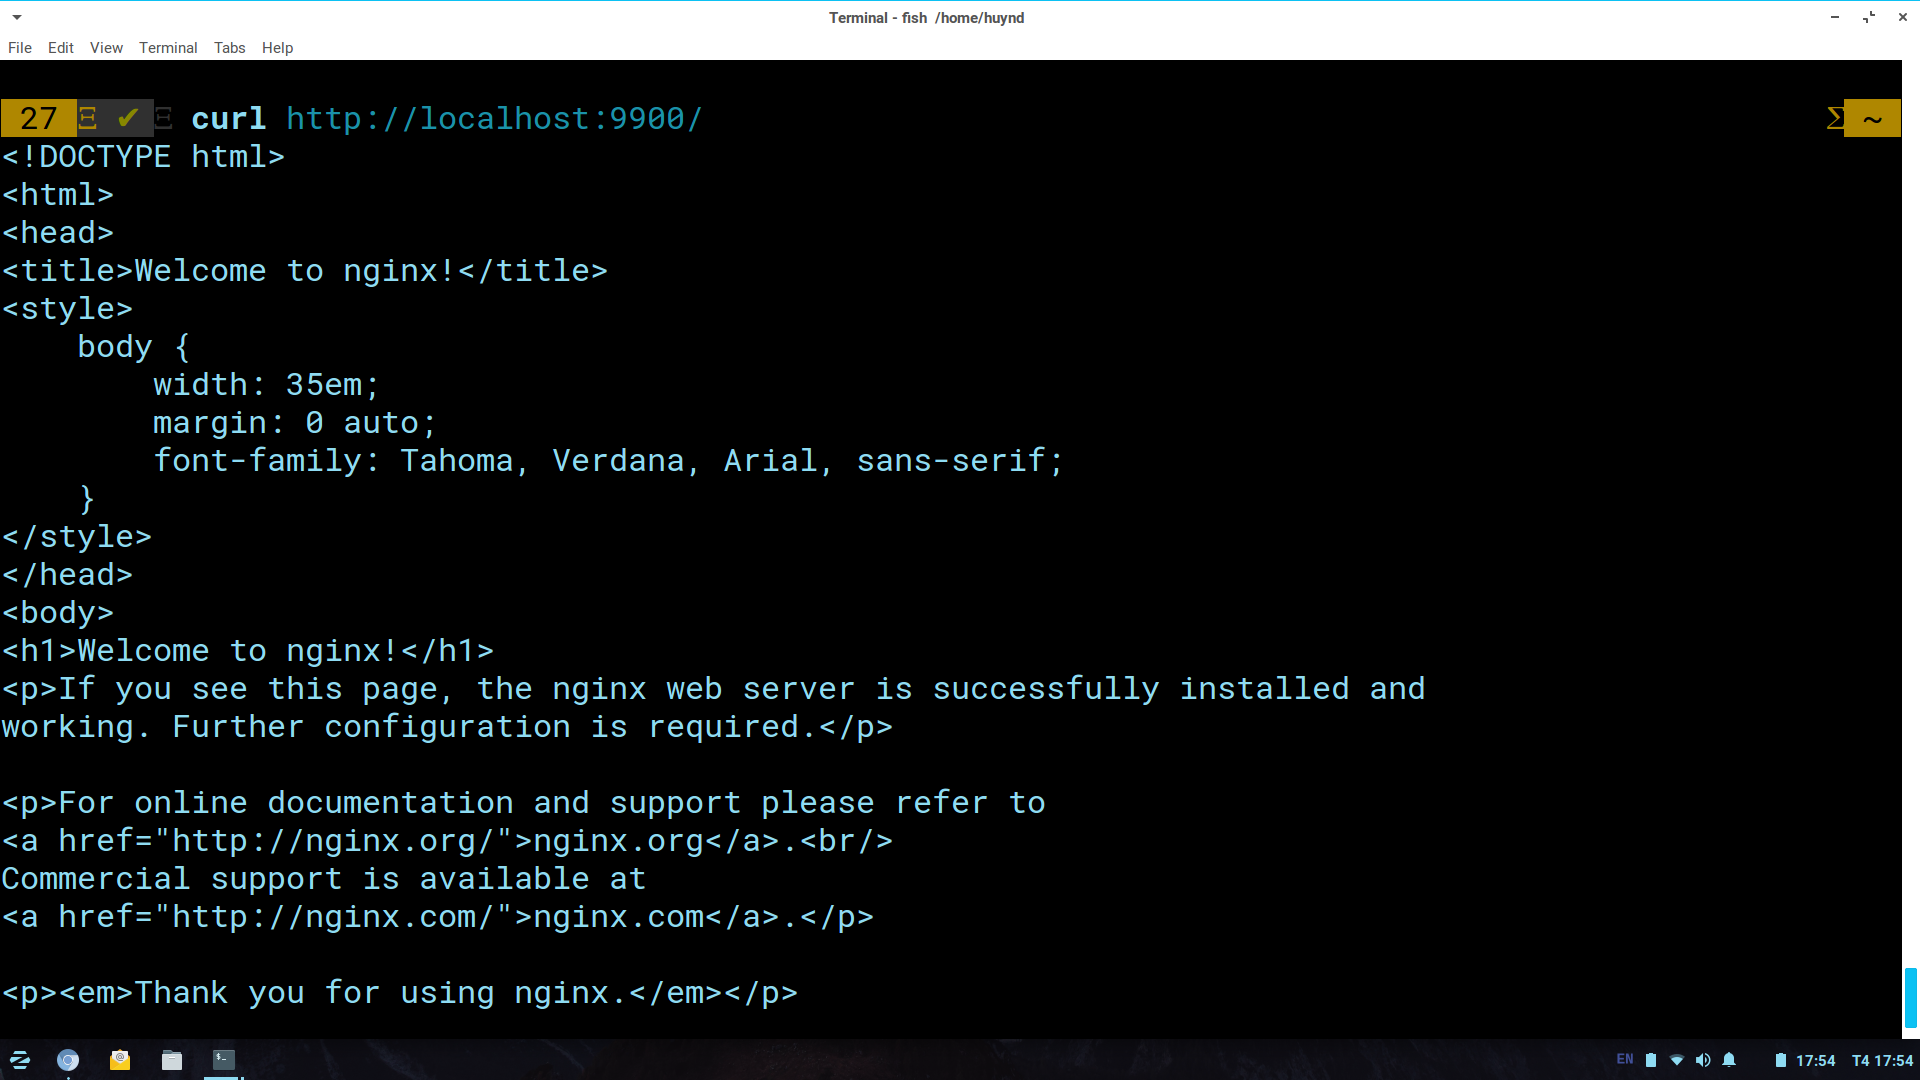 Terminal - fish /home/huynd
File Edit View Terminal Tabs Help
27 Ξ ✔ Ξ curl http://localhost:9900/ Σ ~
<!DOCTYPE html>
<html>
<head>
<title>Welcome to nginx!</title>
<style>
    body {
        width: 35em;
        margin: 0 auto;
        font-family: Tahoma, Verdana, Arial, sans-serif;
    }
</style>
</head>
<body>
<h1>Welcome to nginx!</h1>
<p>If you see this page, the nginx web server is successfully installed and
working. Further configuration is required.</p>

<p>For online documentation and support please refer to
<a href="http://nginx.org/">nginx.org</a>.<br/>
Commercial support is available at
<a href="http://nginx.com/">nginx.com</a>.</p>

<p><em>Thank you for using nginx.</em></p>
EN 17:54 T4 17:54